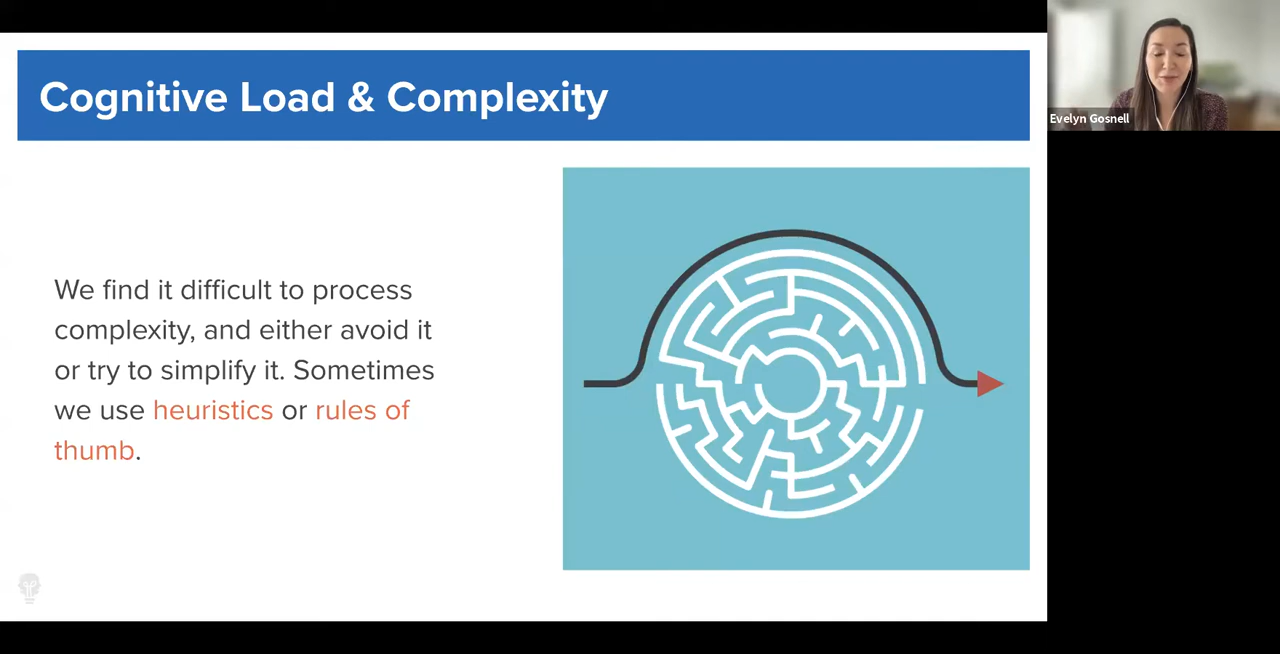 Cognitive Load & Complexity
Evelyn Gosnell
We find it difficult to process
complexity, and either avoid it
or try to simplify it. Sometimes
we use heuristics or rules of
thumb.